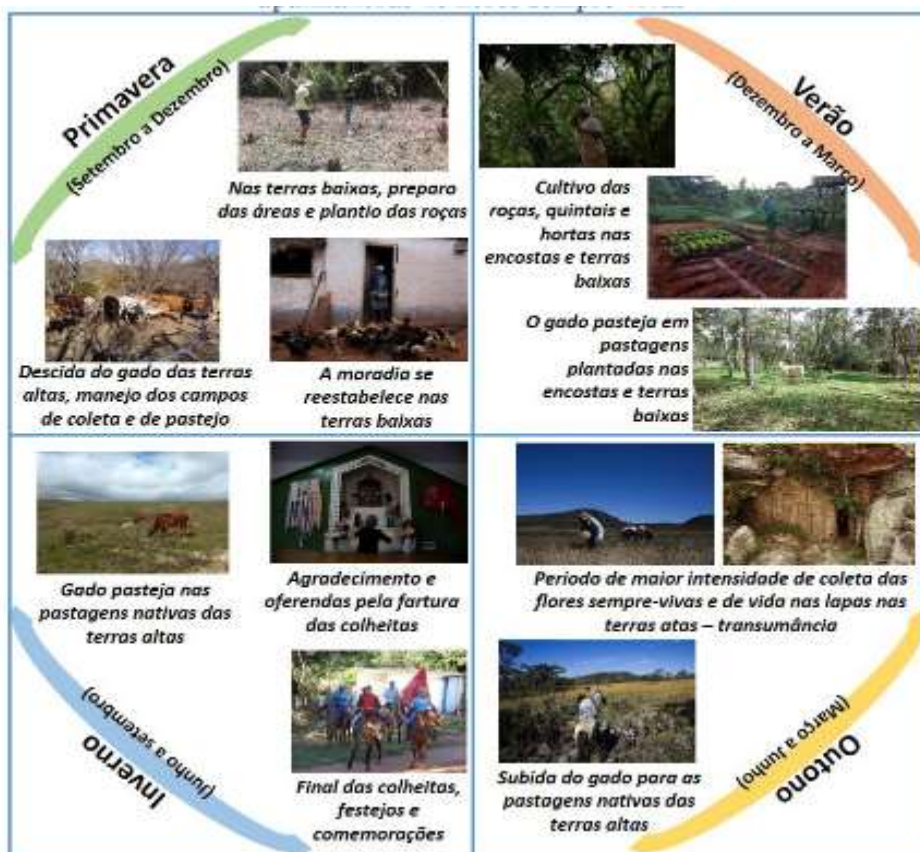 Primavera
(Setembro a Dezembro)
Nas terras baixas, preparo
das áreas e plantio das roças
Descida do gado das terras
altas, manejo dos campos
de coleta e de pastejo
A moradia se
reestabelece nas
terras baixas
Verão
(Dezembro a Março)
Cultivo das
roças, quintais e
hortas nas
encostas e terras
baixas
O gado pasteja em
pastagens
plantadas nas
encostas e terras
baixas
Gado pasteja nas
pastagens nativas das
terras altas
Agradecimento e
oferendas pela fartura
das colheitas
Final das colheitas,
festejos e
comemorações
Inverno
(Junho a setembro)
Período de maior intensidade de coleta das
flores sempre-vivas e de vida nas lapas nas
terras atas – transumância
Subida do gado para as
pastagens nativas das
terras altas
Outono
(Março a Junho)